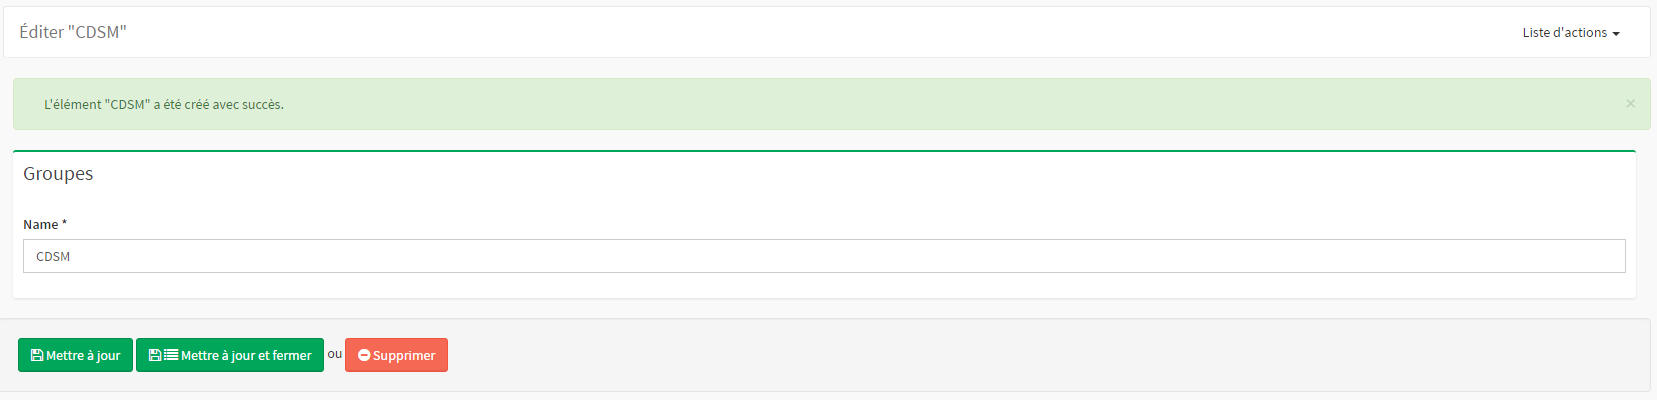 Éditer "CDSM"
Liste d'actions
L'élément "CDSM" a été créé avec succès.
×
Groupes
Name *
CDSM
Mettre à jour Mettre à jour et fermer ou Supprimer